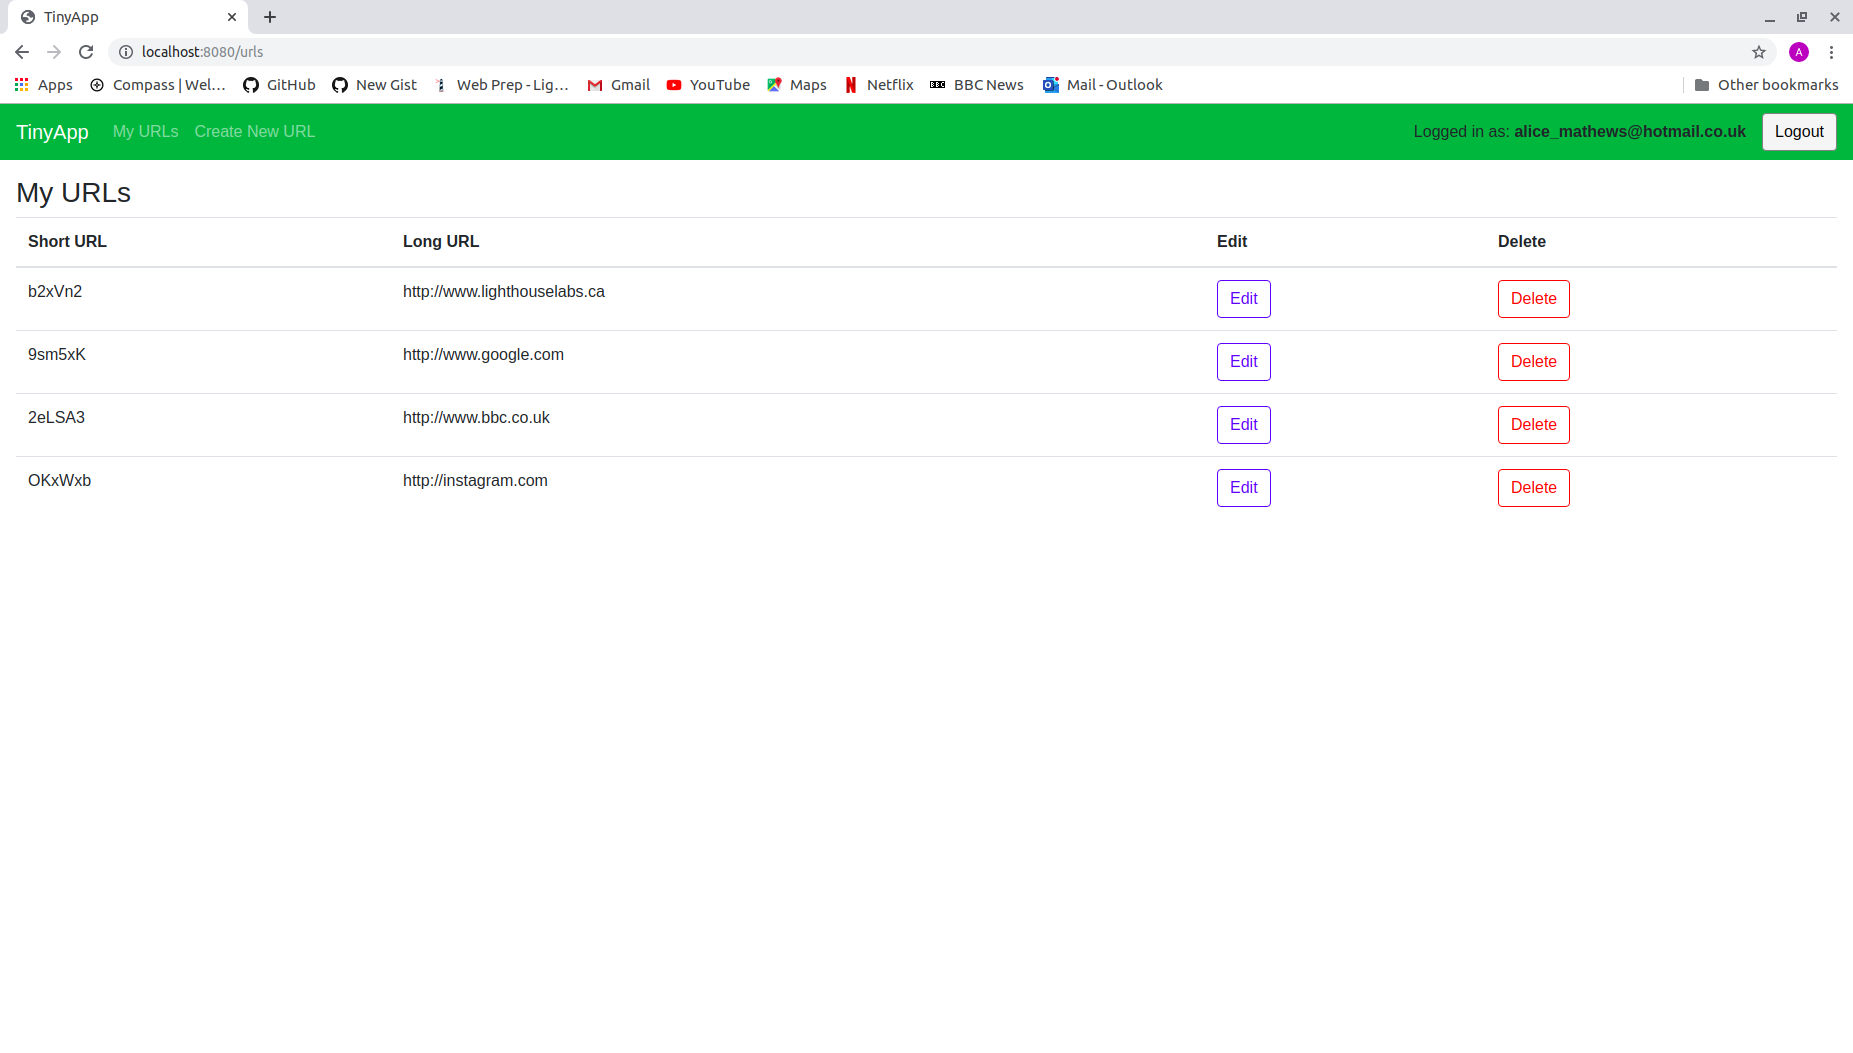 TinyApp
localhost:8080/urls
A
Apps Compass | Wel... GitHub New Gist Web Prep - Lig... Gmail YouTube Maps Netflix BBC BBC News Mail - Outlook Other bookmarks
TinyApp My URLs Create New URL Logged in as: alice_mathews@hotmail.co.uk Logout
My URLs
Short URL Long URL Edit Delete
b2xVn2 http://www.lighthouselabs.ca Edit Delete
9sm5xK http://www.google.com Edit Delete
2eLSA3 http://www.bbc.co.uk Edit Delete
OKxWxb http://instagram.com Edit Delete